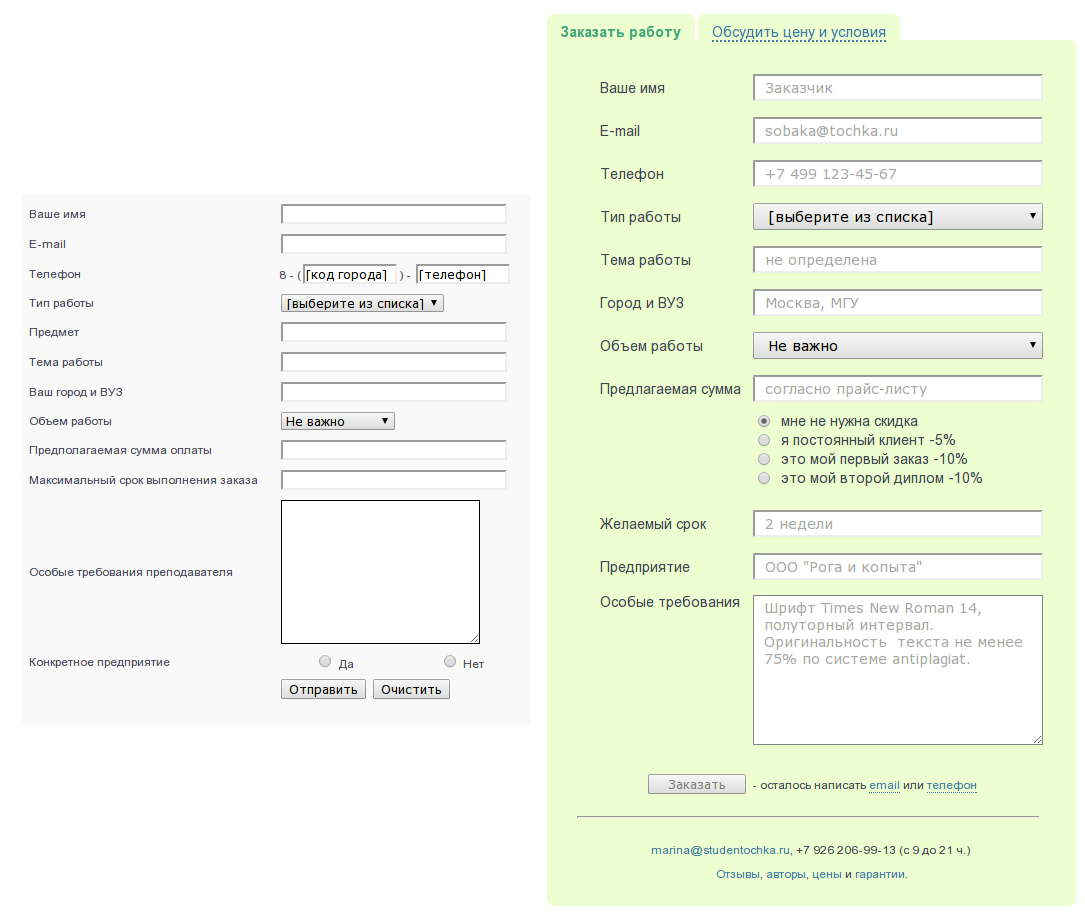 Ваше имя
E-mail
Телефон 8 - ( [код города] ) - [телефон]
Тип работы [выберите из списка]
Предмет
Тема работы
Ваш город и ВУЗ
Объем работы Не важно
Предполагаемая сумма оплаты
Максимальный срок выполнения заказа
Особые требования преподавателя
Конкретное предприятие Да Нет
Отправить Очистить
Заказать работу Обсудить цену и условия
Ваше имя Заказчик
E-mail sobaka@tochka.ru
Телефон +7 499 123-45-67
Тип работы [выберите из списка]
Тема работы не определена
Город и ВУЗ Москва, МГУ
Объем работы Не важно
Предлагаемая сумма согласно прайс-листу
мне не нужна скидка
я постоянный клиент -5%
это мой первый заказ -10%
это мой второй диплом -10%
Желаемый срок 2 недели
Предприятие ООО "Рога и копыта"
Особые требования Шрифт Times New Roman 14,
полуторный интервал.
Оригинальность текста не менее
75% по системе antiplagiat.
Заказать - осталось написать email или телефон
marina@studentochka.ru, +7 926 206-99-13 (с 9 до 21 ч.)
Отзывы, авторы, цены и гарантии.